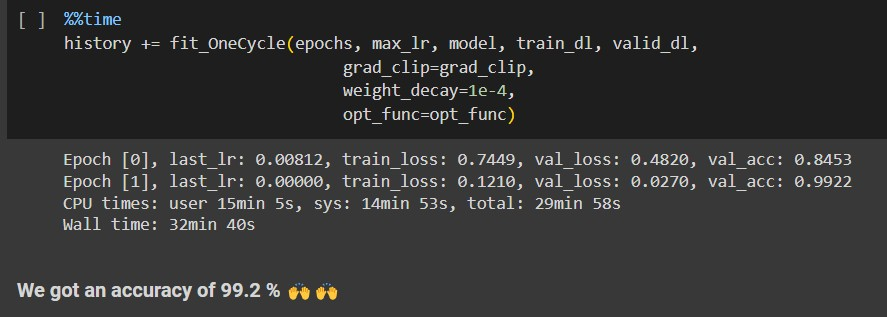 [ ] %%time
history += fit_OneCycle(epochs, max_lr, model, train_dl, valid_dl,
grad_clip=grad_clip,
weight_decay=1e-4,
opt_func=opt_func)
Epoch [0], last_lr: 0.00812, train_loss: 0.7449, val_loss: 0.4820, val_acc: 0.8453
Epoch [1], last_lr: 0.00000, train_loss: 0.1210, val_loss: 0.0270, val_acc: 0.9922
CPU times: user 15min 5s, sys: 14min 53s, total: 29min 58s
Wall time: 32min 40s
We got an accuracy of 99.2 % 🙌 🙌